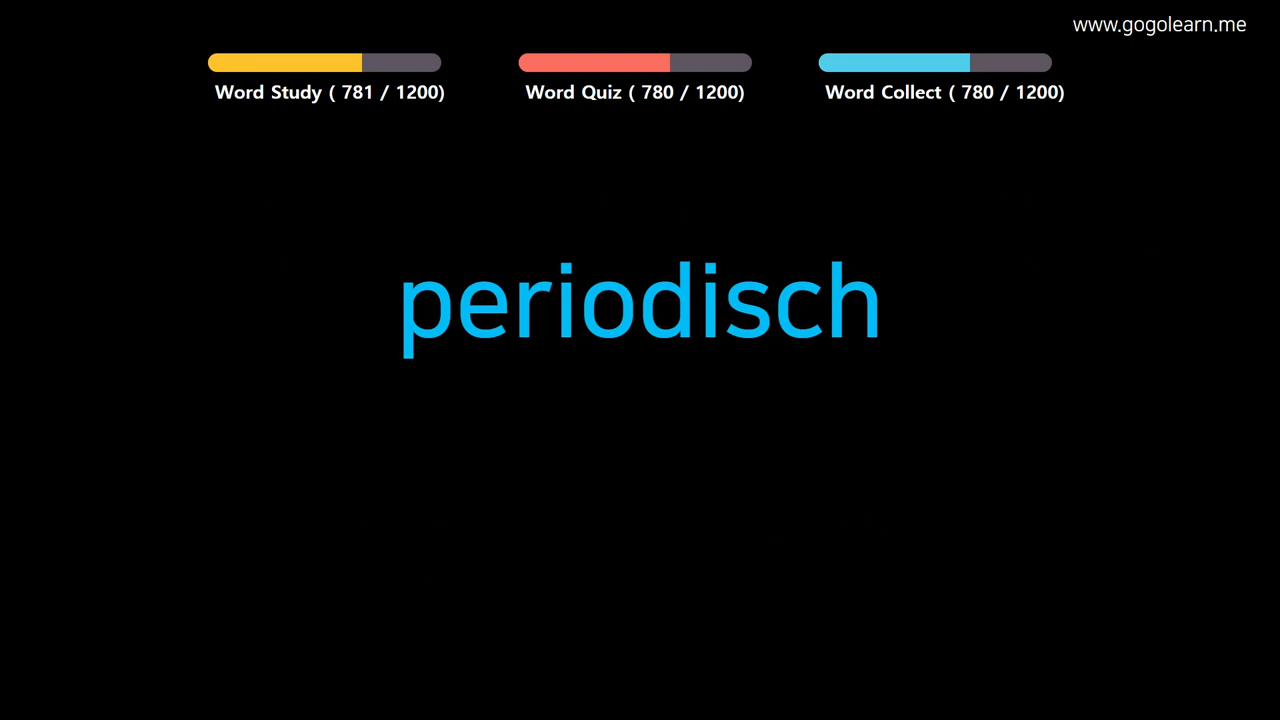 www.gogolearn.me
Word Study ( 781 / 1200)
Word Quiz ( 780 / 1200)
Word Collect ( 780 / 1200)
periodisch